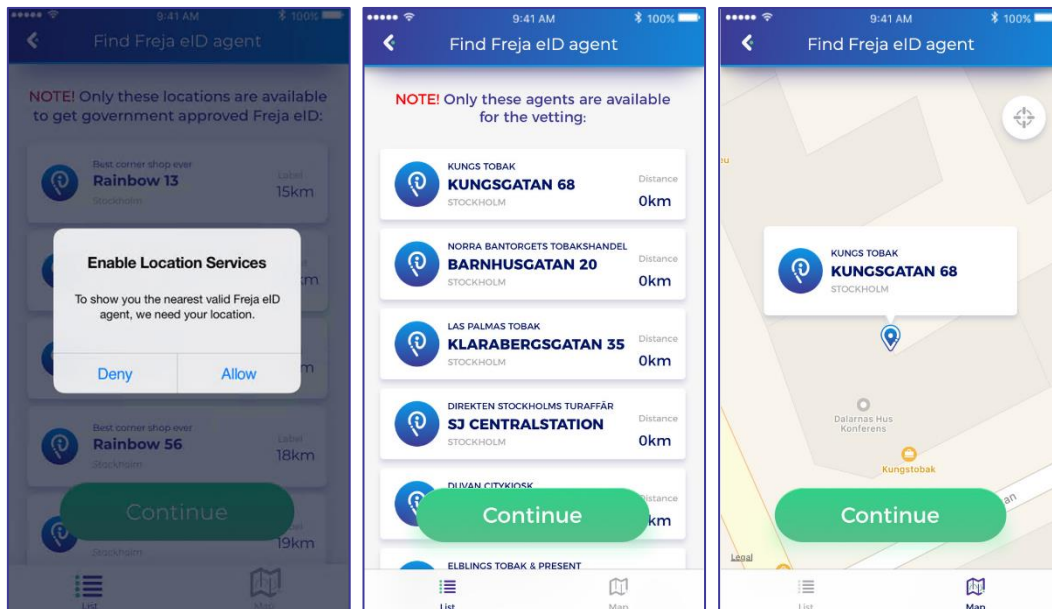 9:41 AM
100%
Find Freja eID agent
NOTE! Only these locations are available
to get government approved Freja eID:
Best corner shop ever
Rainbow 13
Stockholm
Label
15km
Enable Location Services
To show you the nearest valid Freja eID
agent, we need your location.
Deny
Allow
Best corner shop ever
Rainbow 56
Stockholm
Label
18km
Continue
Stockholm
19km
List
Map
9:41 AM
100%
Find Freja eID agent
NOTE! Only these agents are available
for the vetting:
KUNGS TOBAK
KUNGSGATAN 68
STOCKHOLM
Distance
0km
NORRA BANTORGETS TOBAKSHANDEL
BARNHUSGATAN 20
STOCKHOLM
Distance
0km
LAS PALMAS TOBAK
KLARABERGSGATAN 35
STOCKHOLM
Distance
0km
DIREKTEN STOCKHOLMS TURAFFÄR
SJ CENTRALSTATION
STOCKHOLM
Distance
0km
DUVAN CITYKIOSK
Distance
km
Continue
ELBLINGS TOBAK & PRESENT
List
Map
9:41 AM
100%
Find Freja eID agent
KUNGS TOBAK
KUNGSGATAN 68
STOCKHOLM
Dalarnas Hus
Konferens
Kungstobak
an
Continue
Legal
List
Map